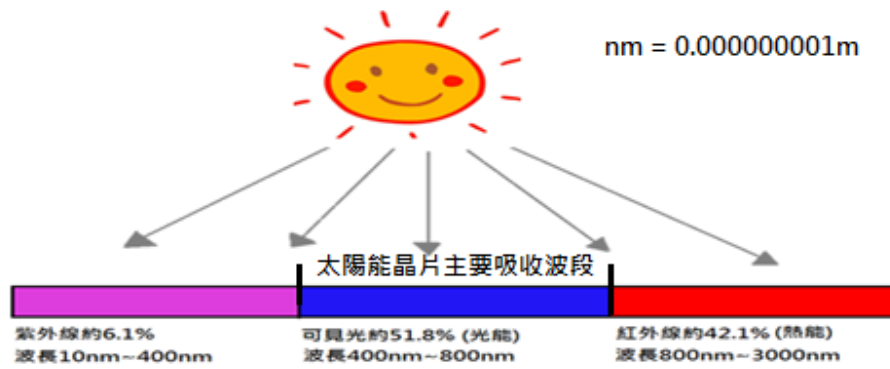 nm = 0.000000001m
太陽能晶片主要吸收波段
紫外線約6.1%
波長10nm~400nm
可見光約51.8% (光能)
波長400nm~800nm
紅外線約42.1% (熱能)
波長800nm~3000nm